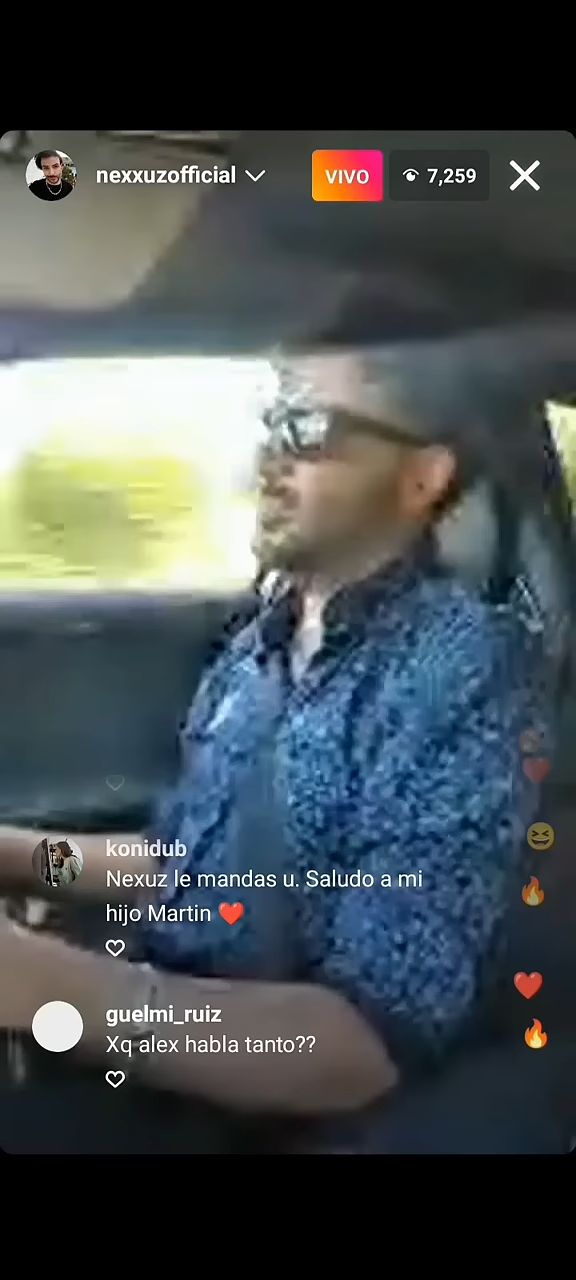 nexxuzofficial
VIVO
7,259
konidub
Nexuz le mandas u. Saludo a mi
hijo Martin ❤️
guelmi_ruiz
Xq alex habla tanto??